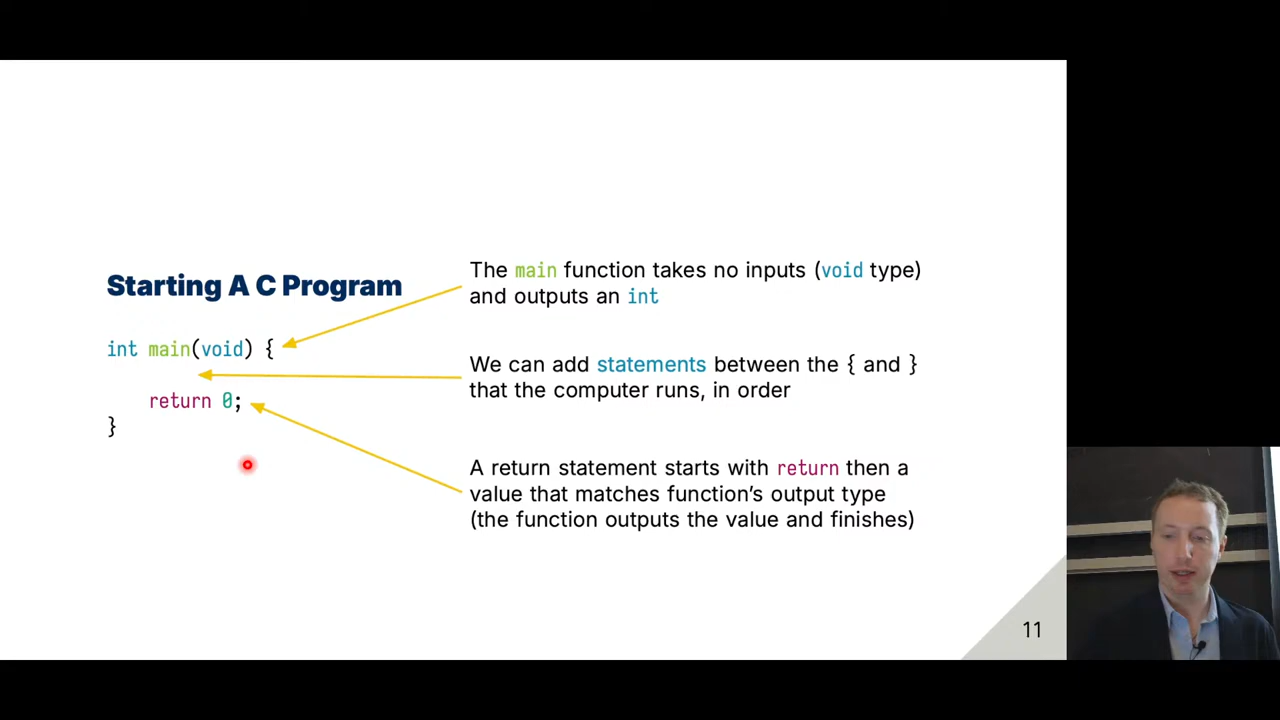 Starting A C Program
int main(void) {
return 0;
}
The main function takes no inputs (void type)
and outputs an int
We can add statements between the { and }
that the computer runs, in order
A return statement starts with return then a
value that matches function's output type
(the function outputs the value and finishes)
11